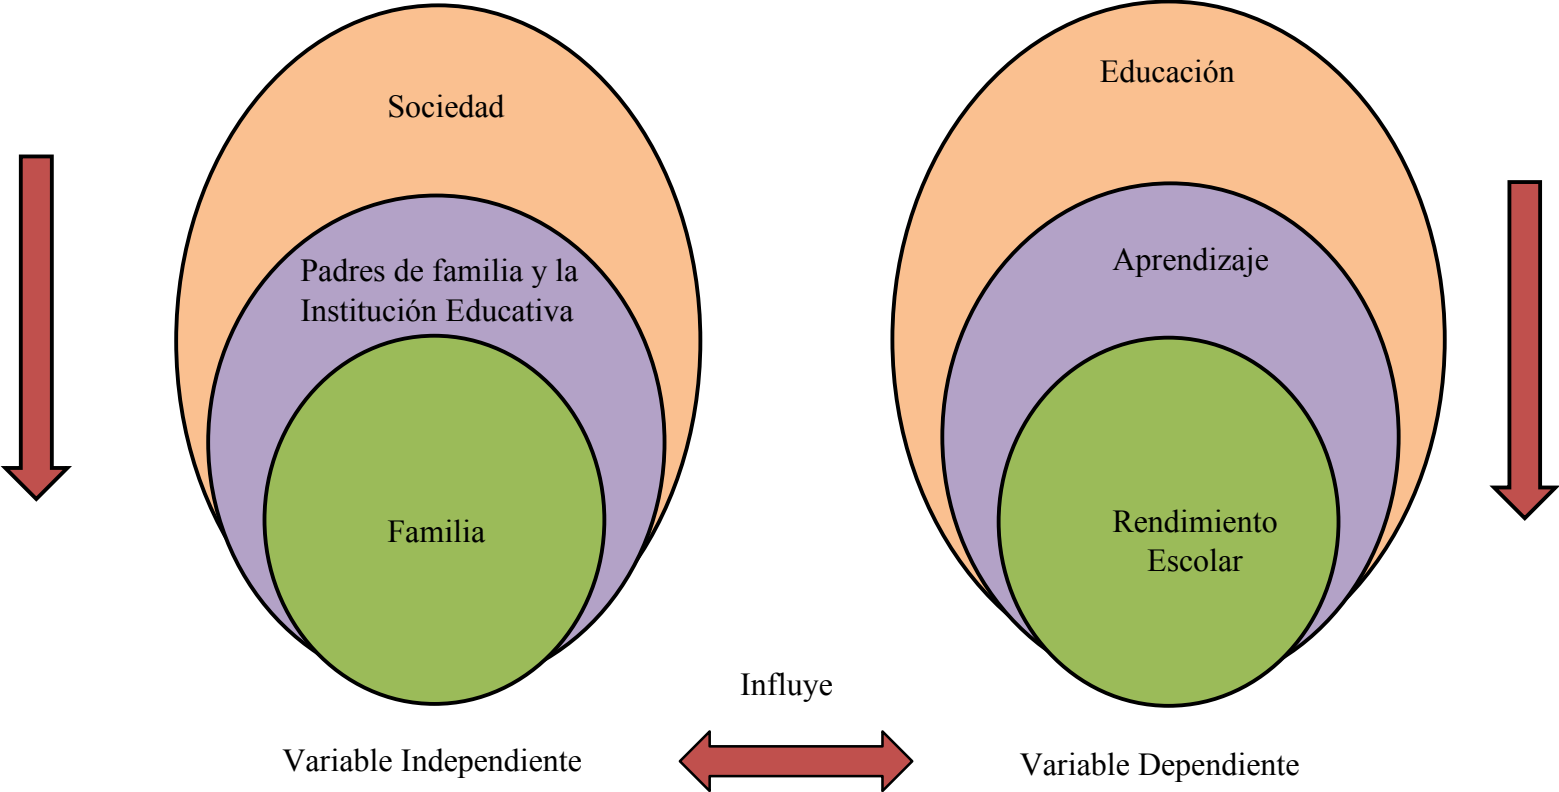 Sociedad
Padres de familia y la
Institución Educativa
Familia
Educación
Aprendizaje
Rendimiento
Escolar
Influye
Variable Independiente
Variable Dependiente